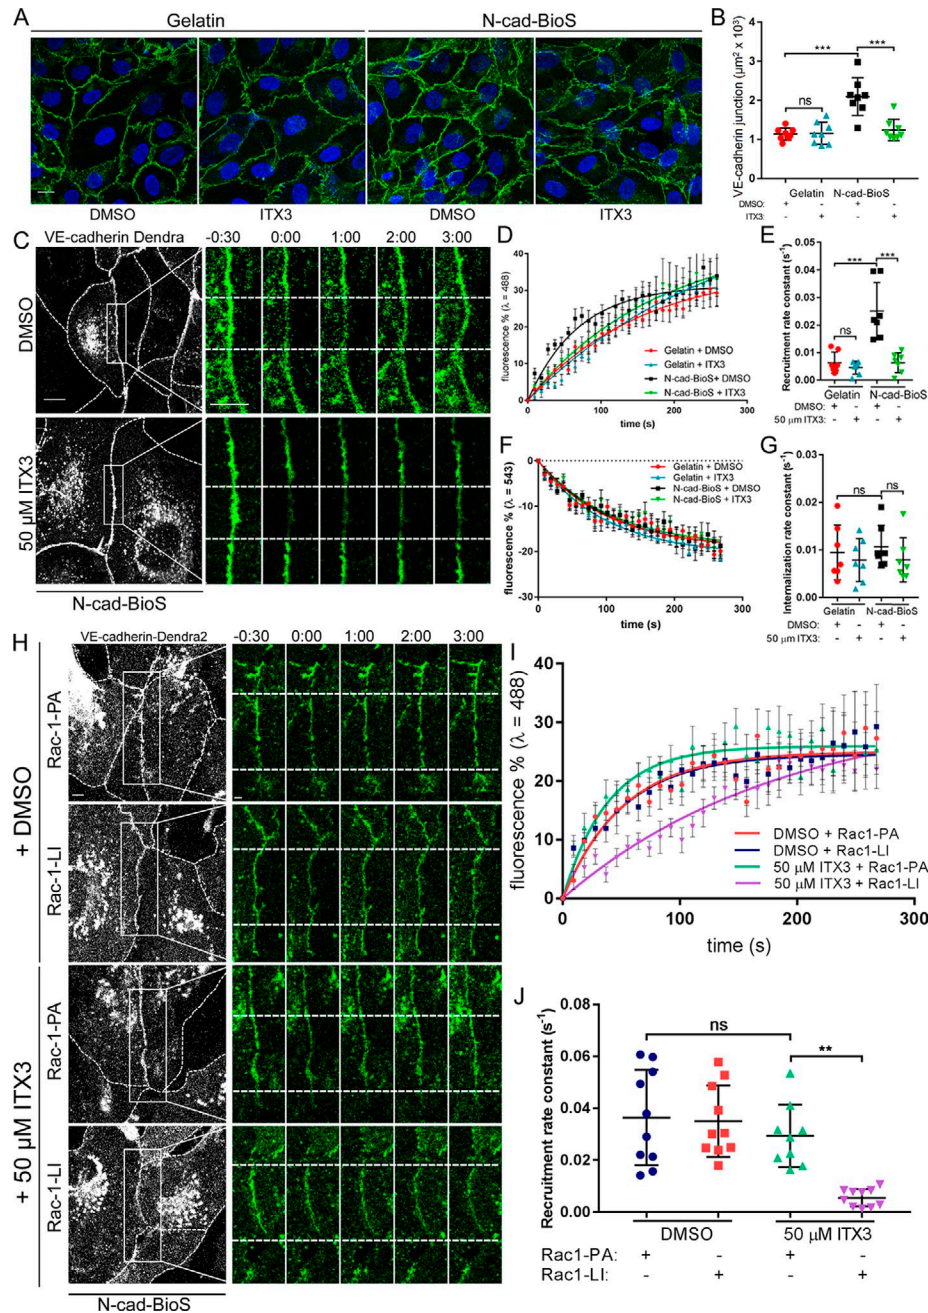 A
Gelatin
N-cad-BioS
DMSO
ITX3
DMSO
ITX3
B
VE-cadherin junction (µm² x 10³)
4
3
2
1
0
ns
***
***
Gelatin
N-cad-BioS
DMSO: + - + -
ITX3: - + - +
C
VE-cadherin Dendra
-0:30 0:00 1:00 2:00 3:00
DMSO
50 µM ITX3
N-cad-BioS
D
fluorescence % (λ = 488)
40
30
20
10
0
0 60 120 180 240 300
time (s)
Gelatin + DMSO
Gelatin + ITX3
N-cad-BioS+ DMSO
N-cad-BioS + ITX3
E
Recruitment rate constant (s⁻¹)
0.05
0.04
0.03
0.02
0.01
0.00
ns
***
***
Gelatin
N-cad-BioS
DMSO: + - + -
50 µm ITX3: - + - +
F
fluorescence % (λ = 543)
0
-10
-20
-30
0 60 120 180 240 300
time (s)
Gelatin + DMSO
Gelatin + ITX3
N-cad-BioS + DMSO
N-cad-BioS + ITX3
G
Internalization rate constant (s⁻¹)
0.03
0.02
0.01
0.00
ns
ns
Gelatin
N-cad-BioS
DMSO: + - + -
50 µm ITX3: - + - +
H
VE-cadherin-Dendra2
-0:30 0:00 1:00 2:00 3:00
+ DMSO
Rac-1-PA
Rac-1-LI
+ 50 µM ITX3
Rac-1-PA
Rac-1-LI
N-cad-BioS
I
fluorescence % (λ = 488)
40
30
20
10
0
0 100 200 300
time (s)
DMSO + Rac1-PA
DMSO + Rac1-LI
50 µM ITX3 + Rac1-PA
50 µM ITX3 + Rac1-LI
J
Recruitment rate constant (s⁻¹)
0.08
0.06
0.04
0.02
0.00
ns
**
DMSO
50 µM ITX3
Rac1-PA: + - + -
Rac1-LI: - + - +